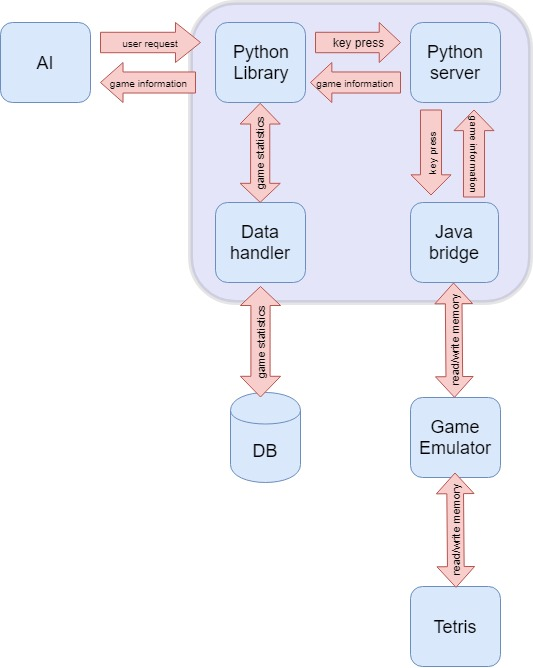 AI
user request
game information
Python
Library
key press
game information
Python
server
game statistics
key press
game information
Data
handler
Java
bridge
game statistics
read/write memory
DB
Game
Emulator
read/write memory
Tetris